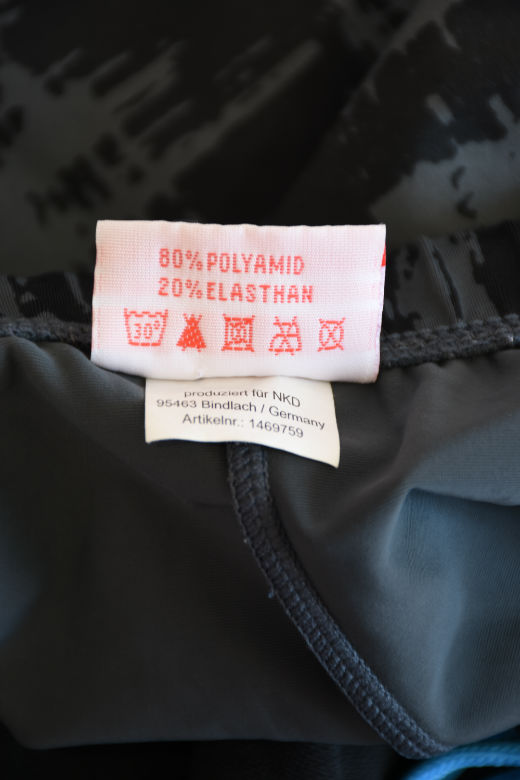 80% POLYAMID
20% ELASTHAN
30°
produziert für NKD
95463 Bindlach / Germany
Artikelnr.: 1469759